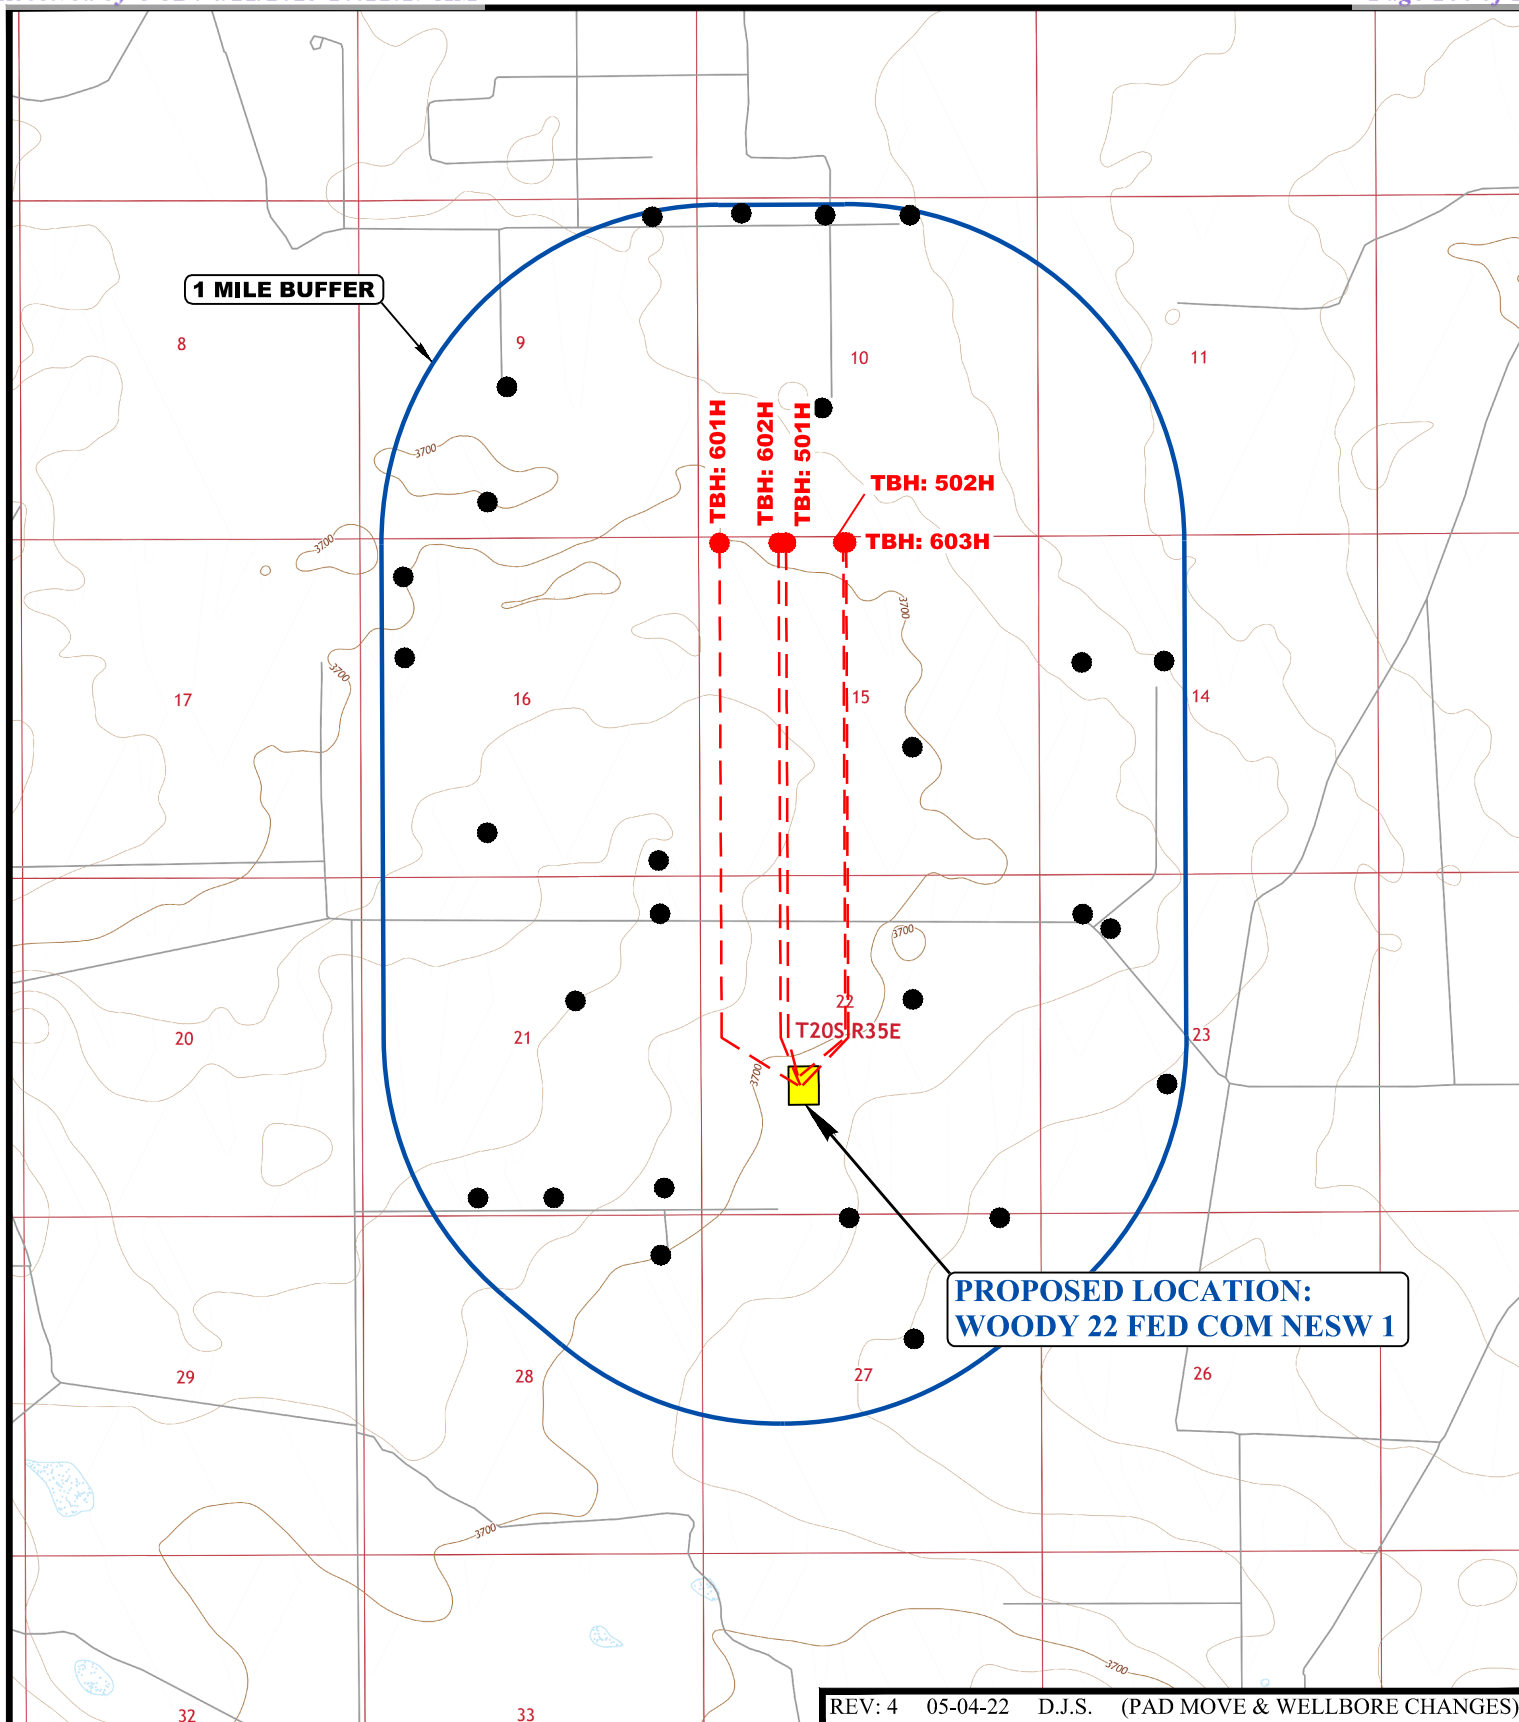 1 MILE BUFFER
8
9
10
11
3700
TBH: 601H
TBH: 602H
TBH: 501H
TBH: 502H
TBH: 603H
3700
3700
3700
17
16
15
14
3700
22
T20S R35E
20
21
23
3700
PROPOSED LOCATION:
WOODY 22 FED COM NESW 1
29
28
27
26
3700
3700
32
33
REV: 4 05-04-22 D.J.S. (PAD MOVE & WELLBORE CHANGES)